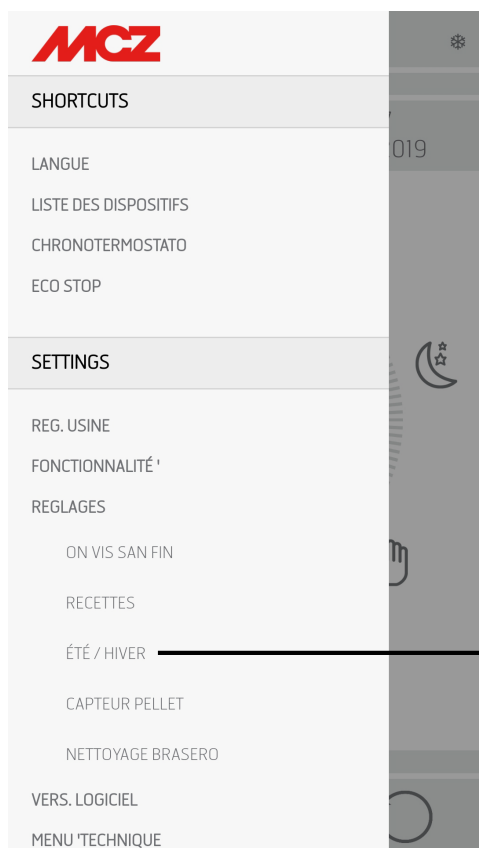 MCZ
SHORTCUTS
019
LANGUE
LISTE DES DISPOSITIFS
CHRONOTERMOSTATO
ECO STOP
SETTINGS
REG. USINE
FONCTIONNALITÉ '
REGLAGES
ON VIS SAN FIN
RECETTES
ÉTÉ / HIVER
CAPTEUR PELLET
NETTOYAGE BRASERO
VERS. LOGICIEL
MENU 'TECHNIQUE